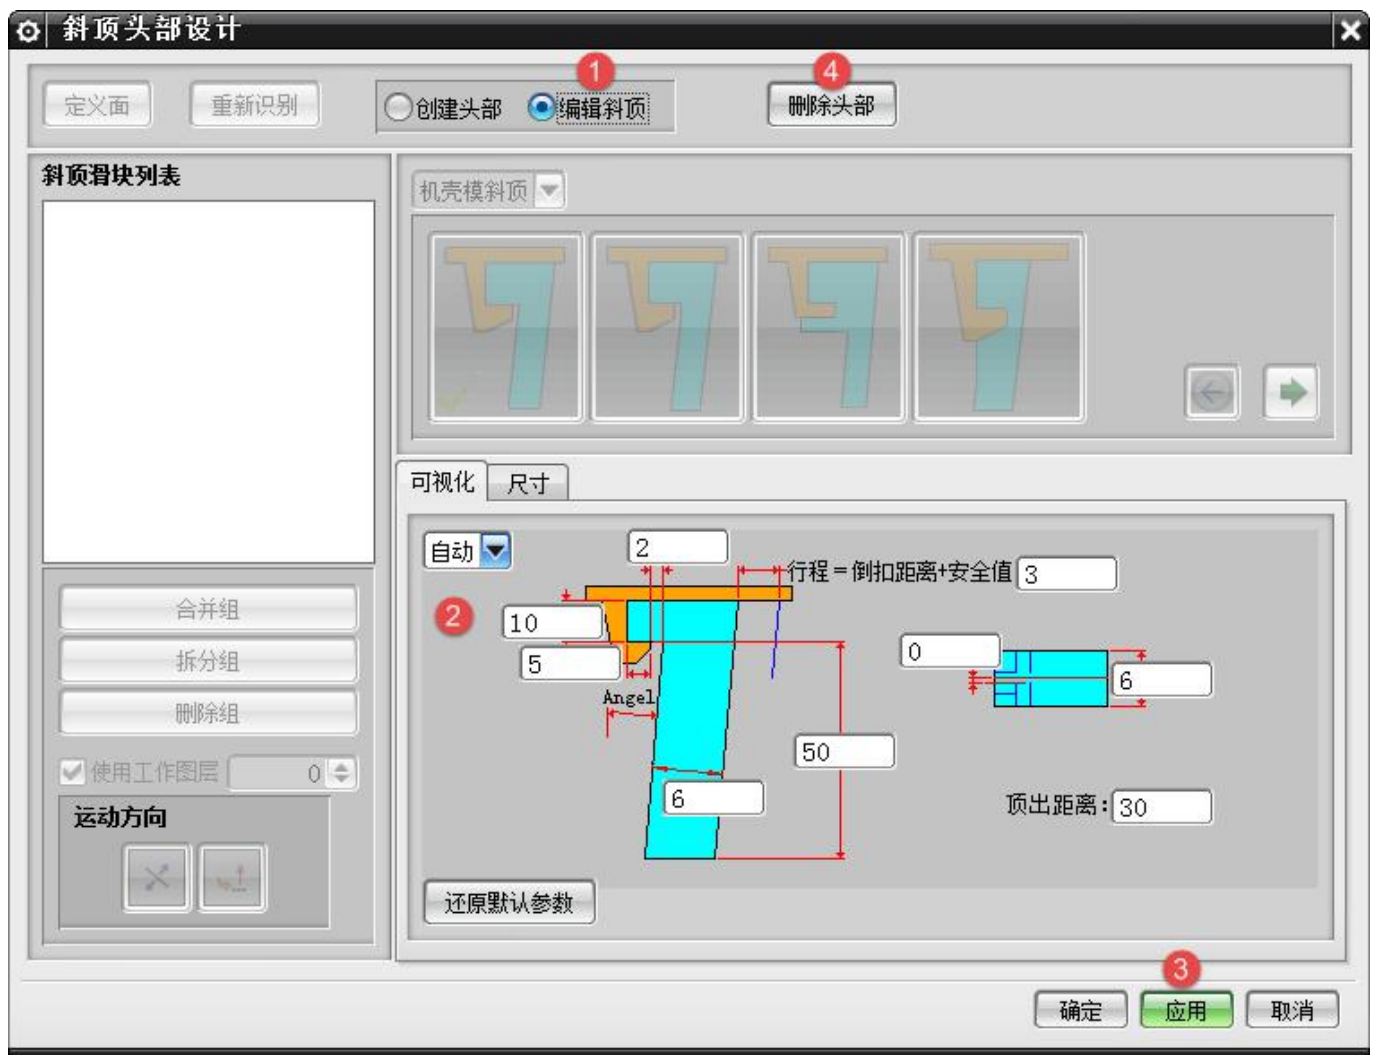 斜顶头部设计
1
4
定义面 重新识别 创建头部 编辑斜顶 删除头部
斜顶滑块列表
机壳模斜顶
可视化 尺寸
自动
2
行程=倒扣距离+安全值 3
2
10
5
0
6
Angel
50
6
顶出距离: 30
合并组
拆分组
删除组
使用工作图层 0
运动方向
还原默认参数
3
确定 应用 取消